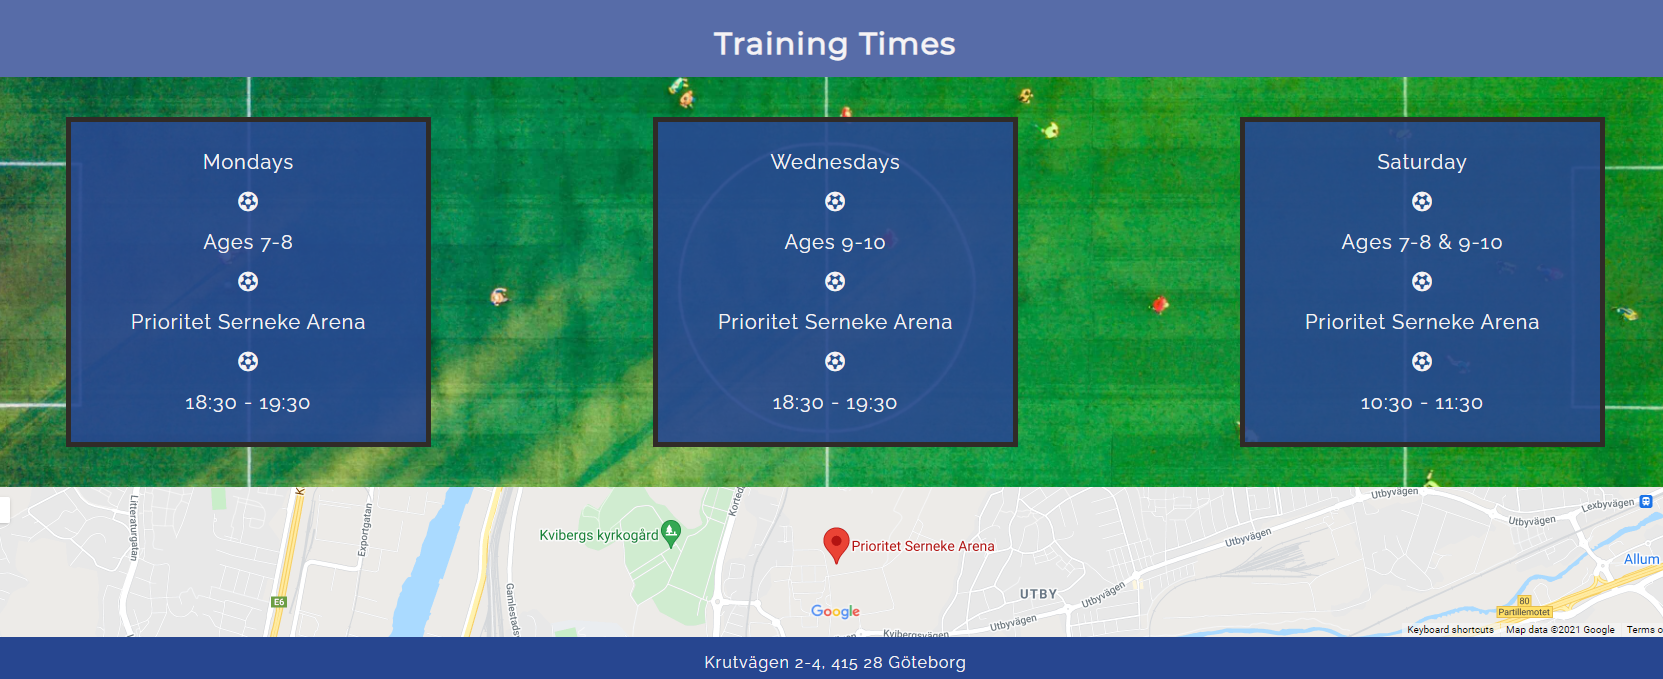 Training Times
Mondays
Ages 7-8
Prioritet Serneke Arena
18:30 - 19:30
Wednesdays
Ages 9-10
Prioritet Serneke Arena
18:30 - 19:30
Saturday
Ages 7-8 & 9-10
Prioritet Serneke Arena
10:30 - 11:30
Litteraturgatan
Exportgatan
E6
Gamlestads
Kvibergs kyrkogård
Korted
Prioritet Serneke Arena
Google
Kvibergsvägen
UTBY
Utbyvägen
Utbyvägen
Utbyvägen
Utbyvägen
Utbyvägen
Lexbyvägen
Allum
80
Partillemotet
Keyboard shortcuts
Map data ©2021 Google
Terms o
Krutvägen 2-4, 415 28 Göteborg